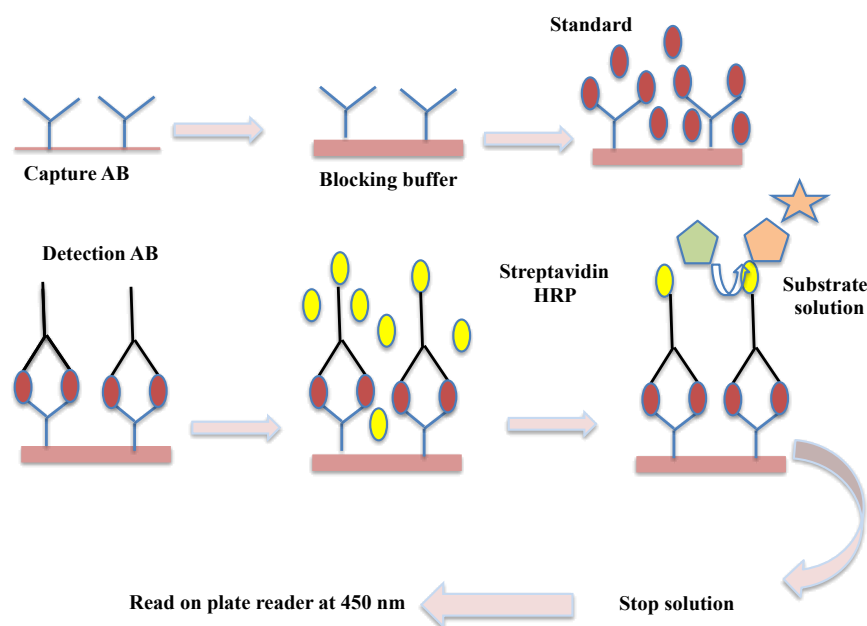 Standard
Capture AB
Blocking buffer
Detection AB
Streptavidin
HRP
Substrate
solution
Read on plate reader at 450 nm
Stop solution